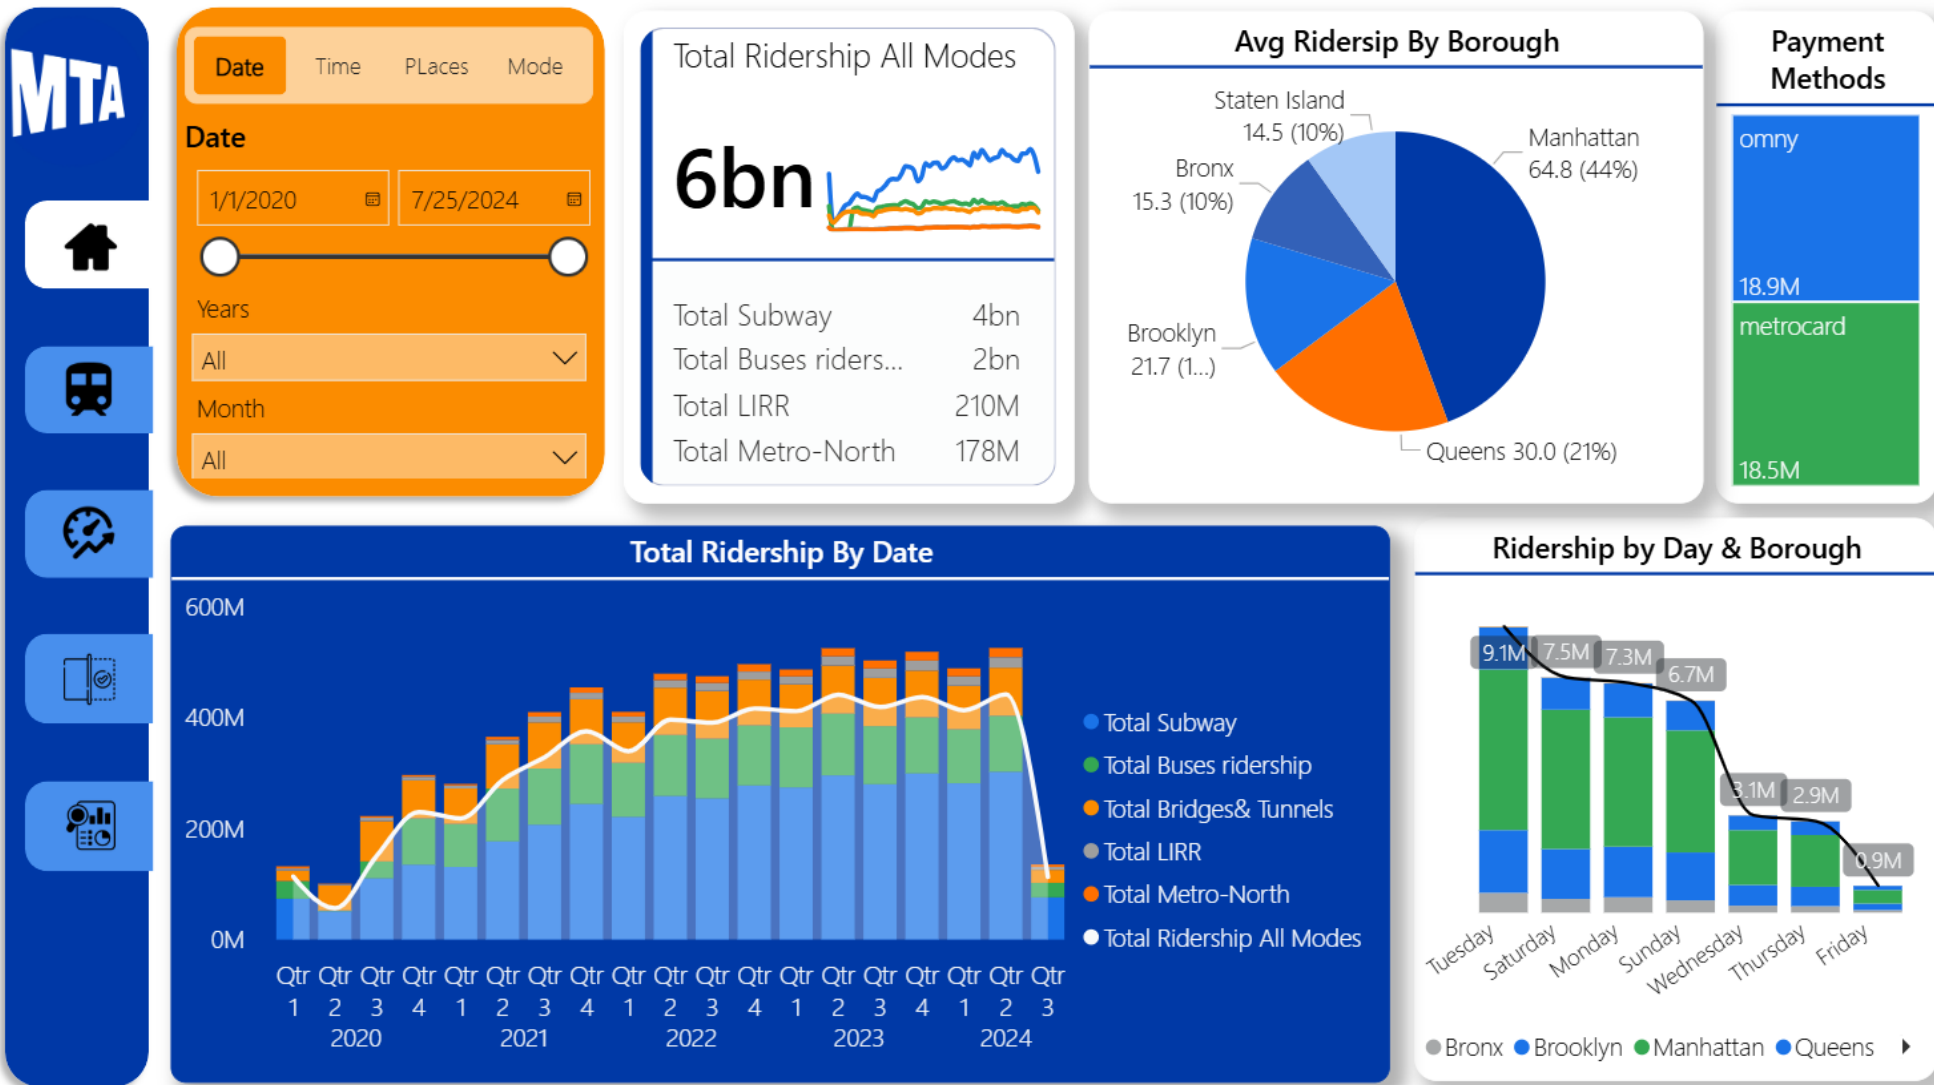 MTA
Date Time PLaces Mode
Date
1/1/2020 7/25/2024
Years
All
Month
All
Total Ridership All Modes
6bn
Total Subway 4bn
Total Buses riders... 2bn
Total LIRR 210M
Total Metro-North 178M
Avg Ridersip By Borough
Staten Island
14.5 (10%)
Manhattan
64.8 (44%)
Bronx
15.3 (10%)
Brooklyn
21.7 (1...)
Queens 30.0 (21%)
Payment
Methods
omny
18.9M
metrocard
18.5M
Total Ridership By Date
600M
400M
200M
0M
Qtr Qtr Qtr Qtr Qtr Qtr Qtr Qtr Qtr Qtr Qtr Qtr Qtr Qtr Qtr Qtr Qtr Qtr Qtr
1 2 3 4 1 2 3 4 1 2 3 4 1 2 3 4 1 2 3
2020 2021 2022 2023 2024
Total Subway
Total Buses ridership
Total Bridges& Tunnels
Total LIRR
Total Metro-North
Total Ridership All Modes
Ridership by Day & Borough
9.1M 7.5M 7.3M 6.7M 3.1M 2.9M 0.9M
Tuesday Saturday Monday Sunday Wednesday Thursday Friday
Bronx Brooklyn Manhattan Queens